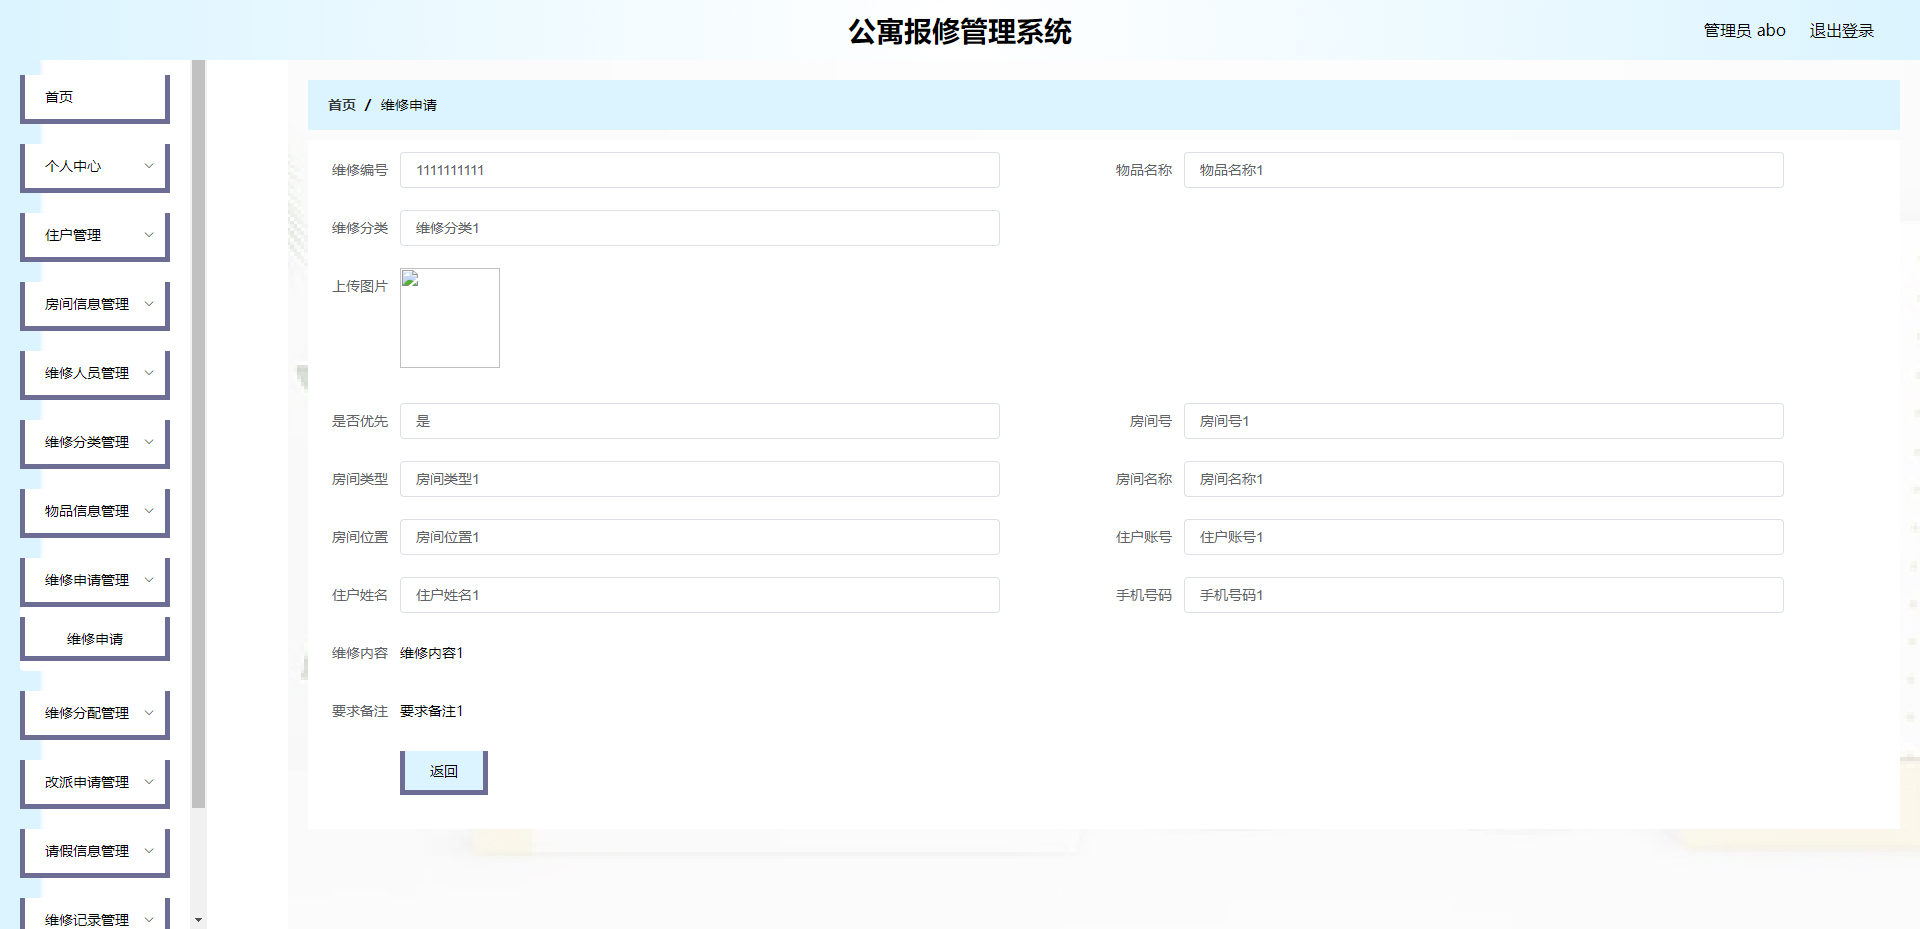 公寓报修管理系统
管理员 abo 退出登录
首页
个人中心
住户管理
房间信息管理
维修人员管理
维修分类管理
物品信息管理
维修申请管理
维修申请
维修分配管理
改派申请管理
请假信息管理
维修记录管理
首页 / 维修申请
维修编号 1111111111 物品名称 物品名称1
维修分类 维修分类1
上传图片
是否优先 是 房间号 房间号1
房间类型 房间类型1 房间名称 房间名称1
房间位置 房间位置1 住户账号 住户账号1
住户姓名 住户姓名1 手机号码 手机号码1
维修内容 维修内容1
要求备注 要求备注1
返回